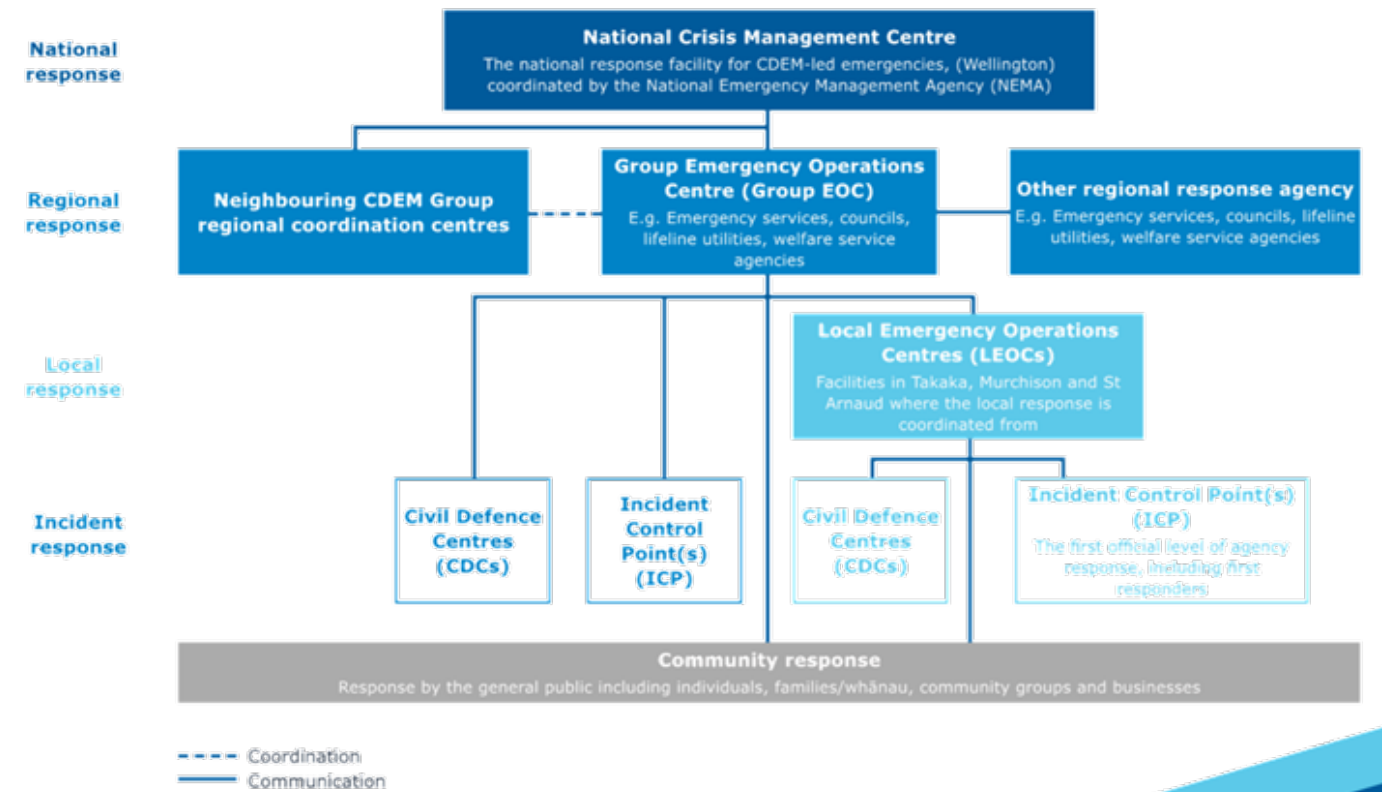 National
response
National Crisis Management Centre
The national response facility for CDEM-led emergencies, (Wellington)
coordinated by the National Emergency Management Agency (NEMA)
Regional
response
Neighbouring CDEM Group
regional coordination centres
Group Emergency Operations
Centre (Group EOC)
E.g. Emergency services, councils,
lifeline utilities, welfare service
agencies
Other regional response agency
E.g. Emergency services, councils, lifeline
utilities, welfare service agencies
Local
response
Local Emergency Operations
Centres (LEOCs)
Facilities in Takaka, Murchison and St
Arnaud where the local response is
coordinated from
Incident
response
Civil Defence
Centres
(CDCs)
Incident
Control
Point(s)
(ICP)
Civil Defence
Centres
(CDCs)
Incident Control Point(s)
(ICP)
The first official level of agency
response, including first
responders
Community response
Response by the general public including individuals, families/whānau, community groups and businesses
Coordination
Communication